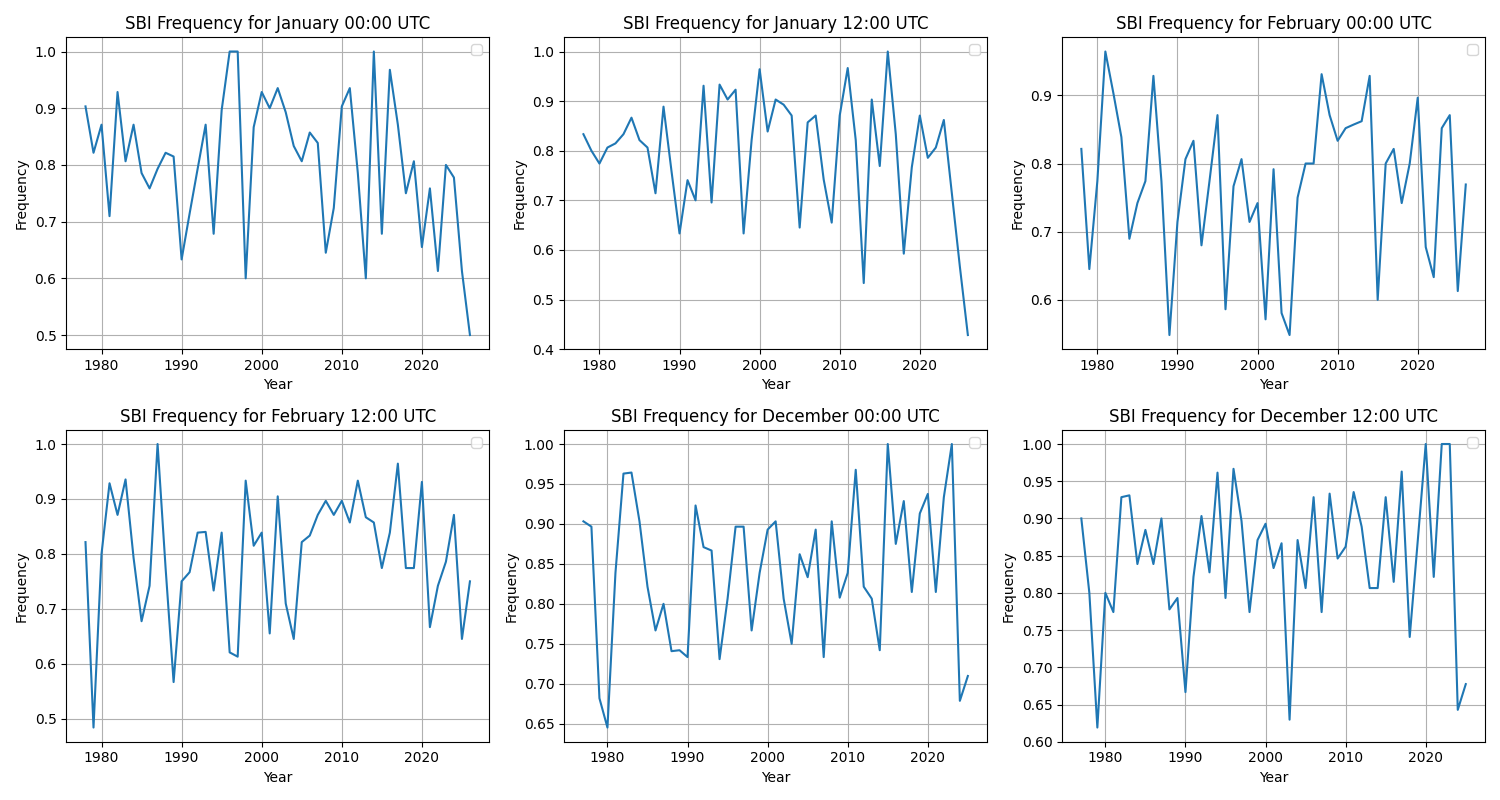 SBI Frequency for January 00:00 UTC
1.0
0.9
0.8
0.7
0.6
0.5
Frequency
1980 1990 2000 2010 2020
Year
SBI Frequency for January 12:00 UTC
1.0
0.9
0.8
0.7
0.6
0.5
0.4
Frequency
1980 1990 2000 2010 2020
Year
SBI Frequency for February 00:00 UTC
0.9
0.8
0.7
0.6
Frequency
1980 1990 2000 2010 2020
Year
SBI Frequency for February 12:00 UTC
1.0
0.9
0.8
0.7
0.6
0.5
Frequency
1980 1990 2000 2010 2020
Year
SBI Frequency for December 00:00 UTC
1.00
0.95
0.90
0.85
0.80
0.75
0.70
0.65
Frequency
1980 1990 2000 2010 2020
Year
SBI Frequency for December 12:00 UTC
1.00
0.95
0.90
0.85
0.80
0.75
0.70
0.65
0.60
Frequency
1980 1990 2000 2010 2020
Year